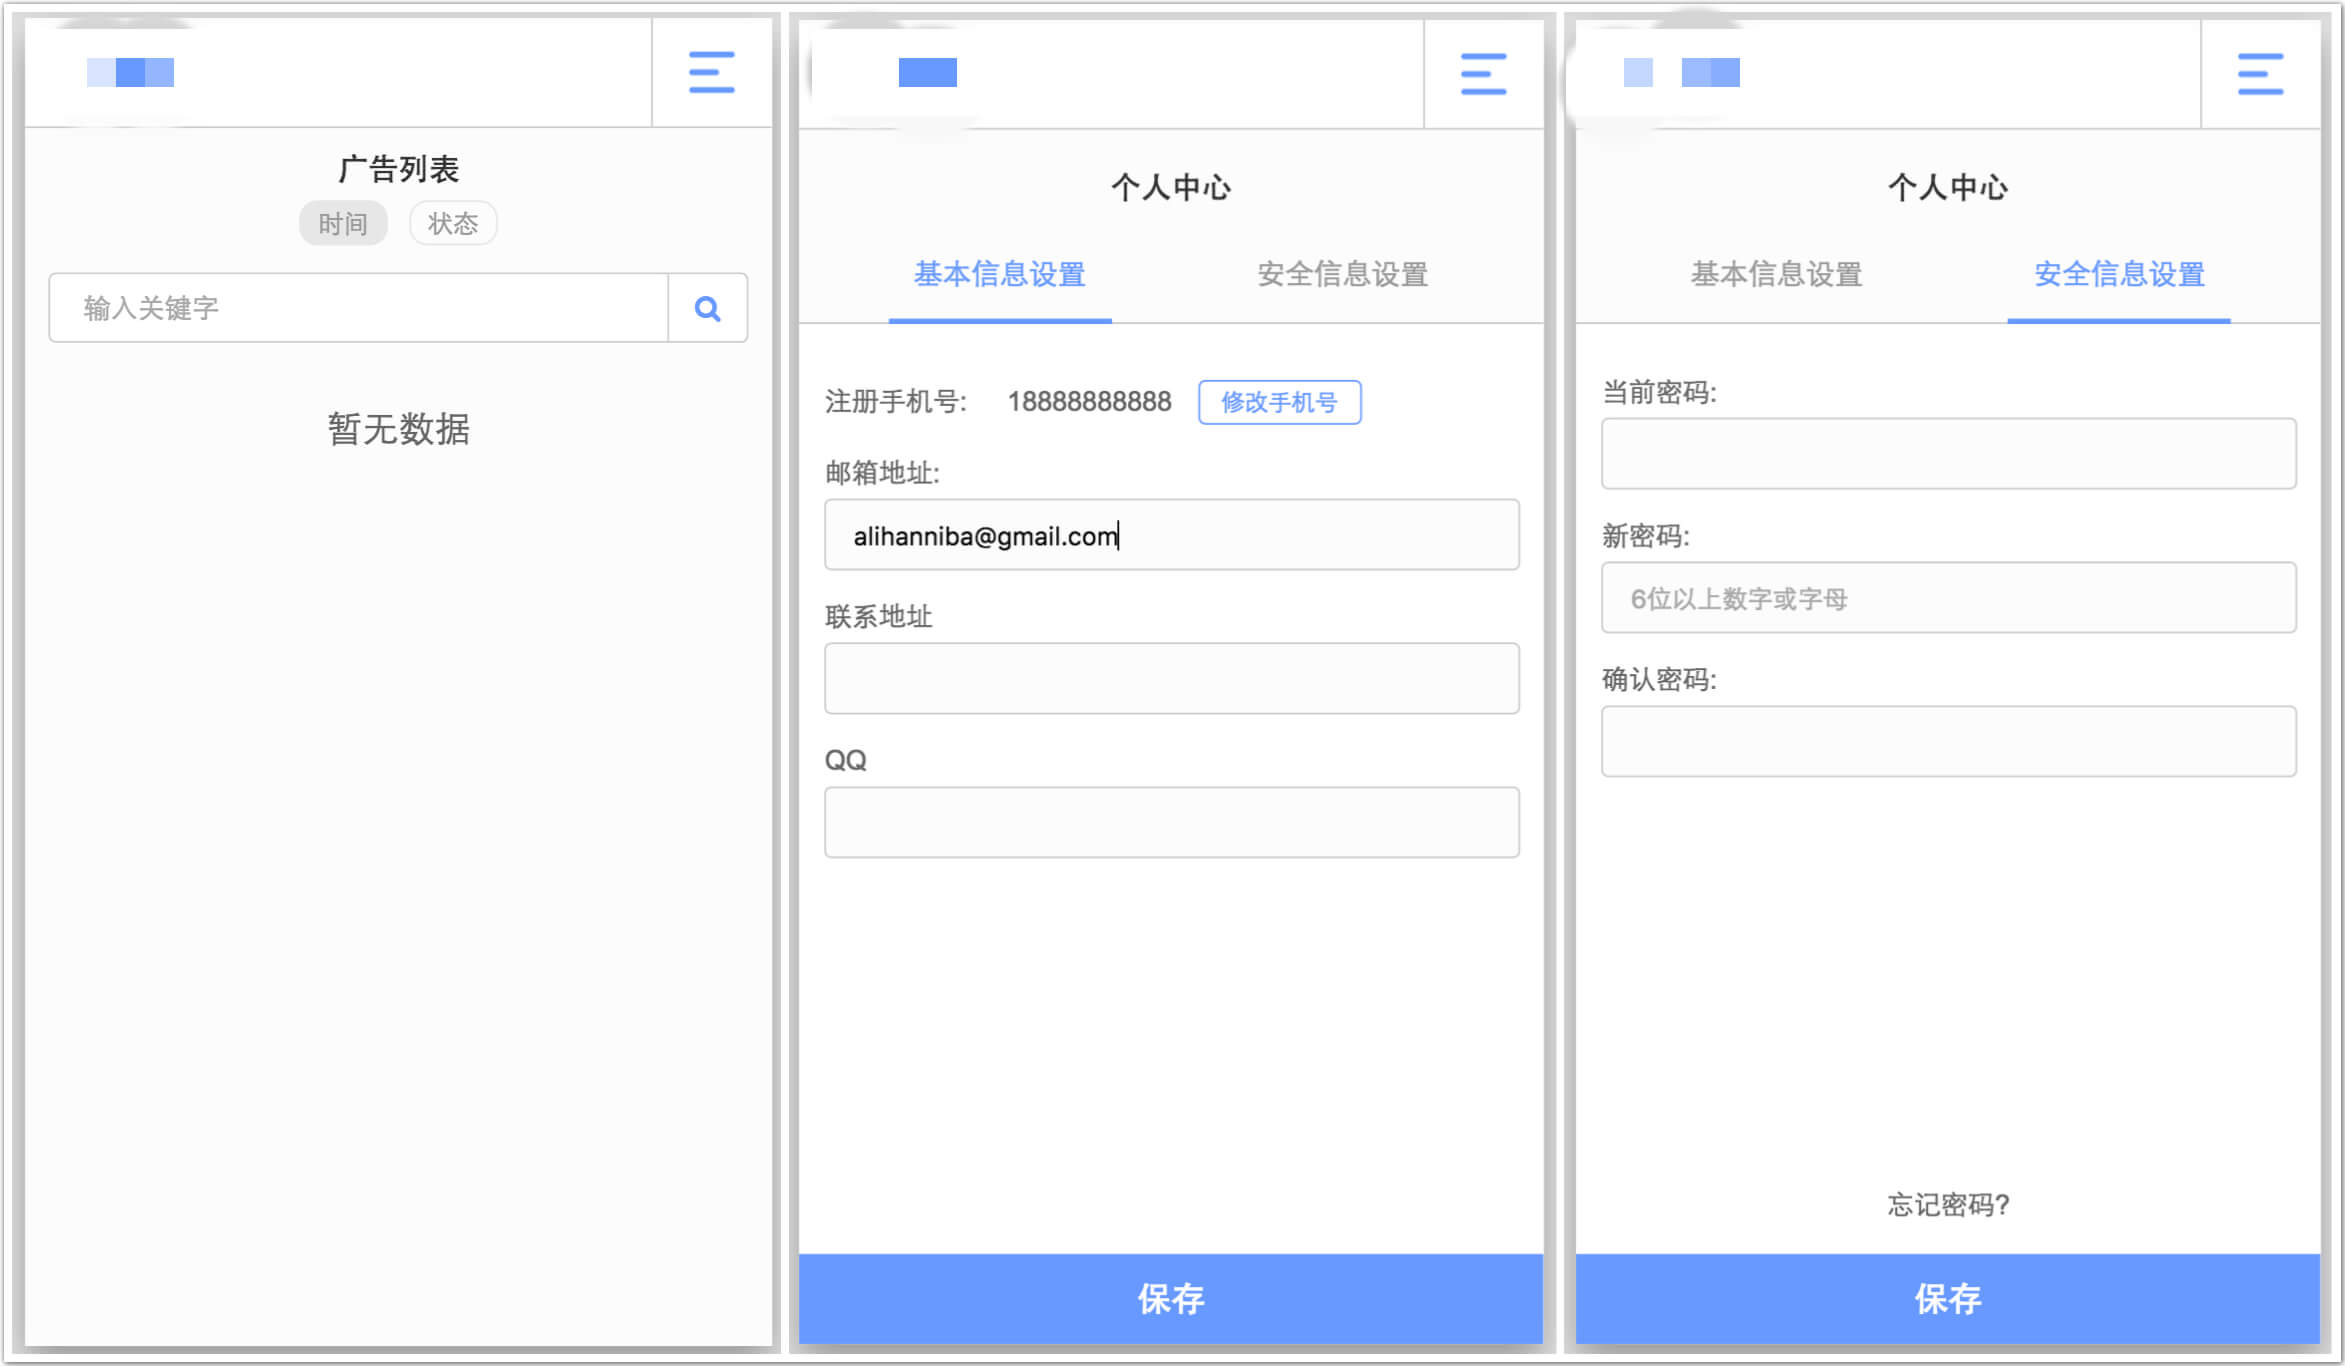 广告列表
时间 状态
输入关键字
暂无数据
个人中心
基本信息设置 安全信息设置
注册手机号: 18888888888 修改手机号
邮箱地址:
alihanniba@gmail.com
联系地址
QQ
保存
个人中心
基本信息设置 安全信息设置
当前密码:
新密码:
6位以上数字或字母
确认密码:
忘记密码?
保存